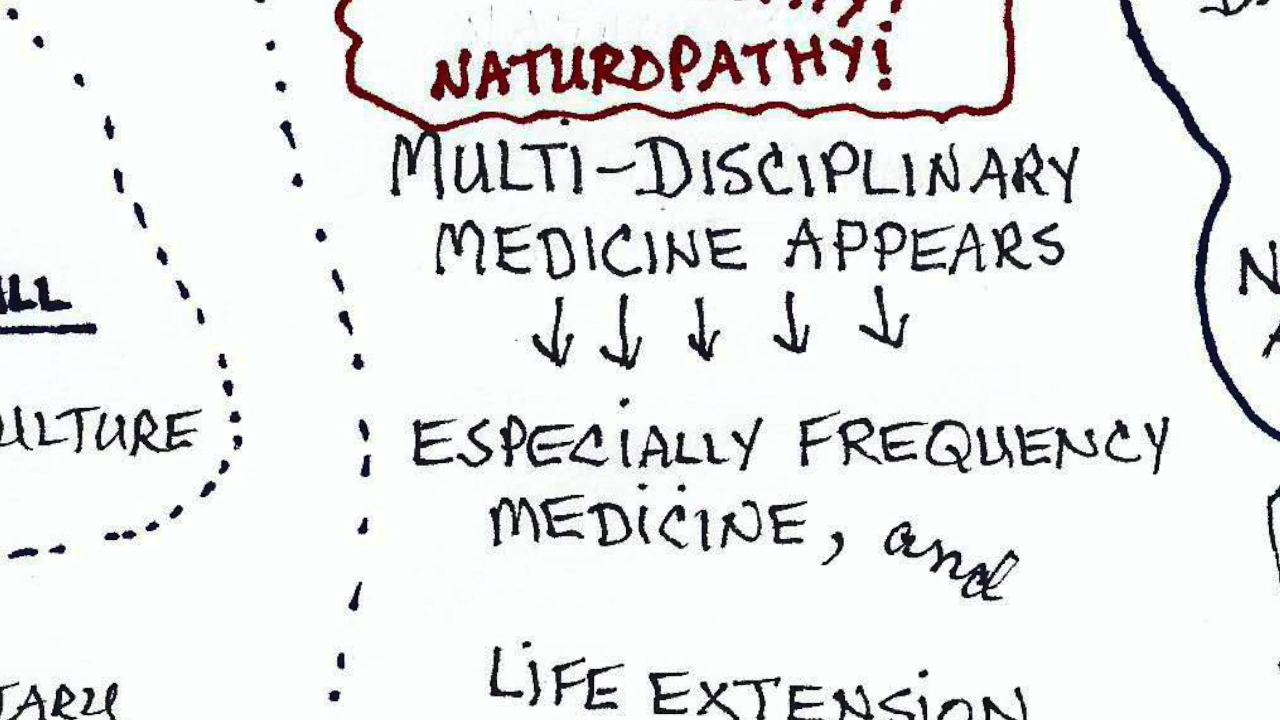 NATUROPATHY!
MULTI-DISCIPLINARY
MEDICINE APPEARS
ESPECIALLY FREQUENCY
MEDICINE, and
LIFE EXTENSION
ULTURE